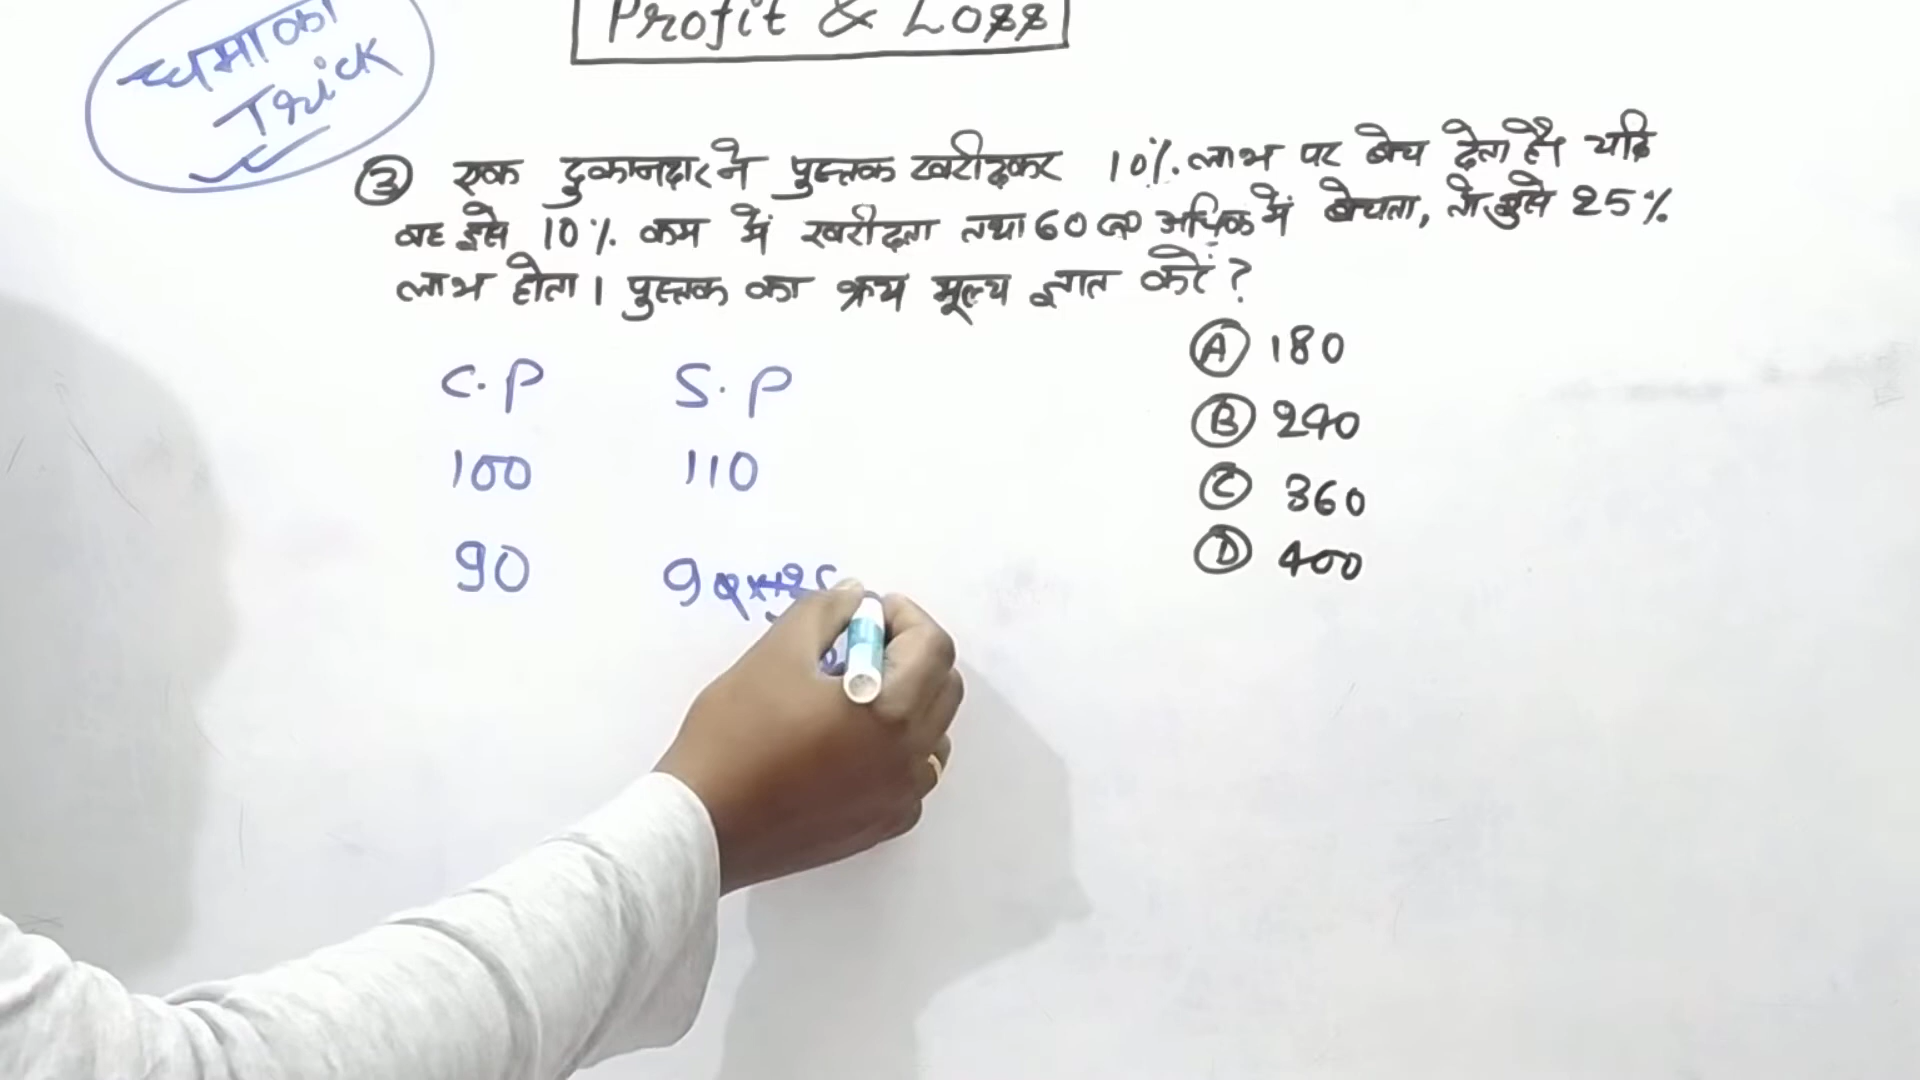 Profit & Loss
धमाका
Trick
③ एक दुकानदार ने पुस्तक खरीदकर 10% लाभ पर बेच देता है। यदि
वह इसे 10% कम में खरीदता तथा 60 रू अधिक में बेचता, तो उसे 25%
लाभ होता। पुस्तक का क्रय मूल्य ज्ञात करें?
C.P S.P
100 110
90
Ⓐ 180
Ⓑ 240
Ⓒ 360
Ⓓ 400